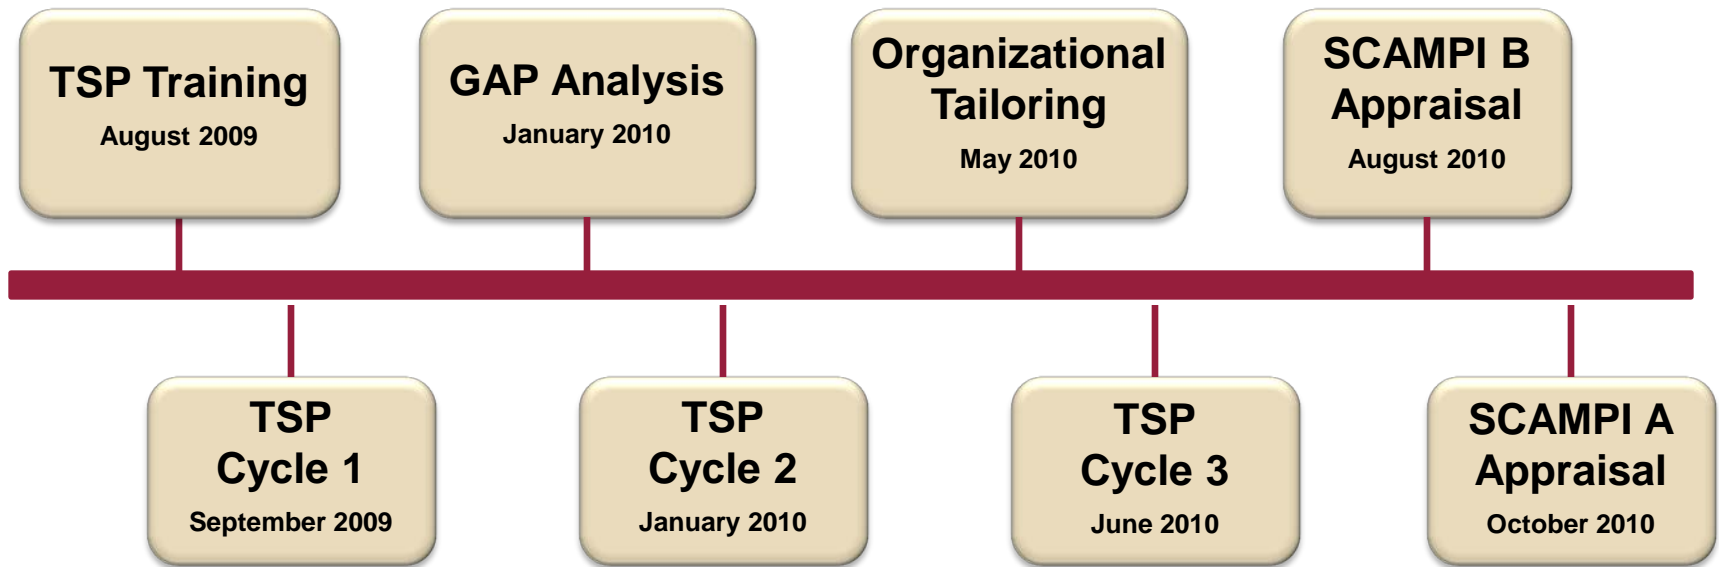 TSP Training
August 2009
GAP Analysis
January 2010
Organizational
Tailoring
May 2010
SCAMPI B
Appraisal
August 2010
TSP
Cycle 1
September 2009
TSP
Cycle 2
January 2010
TSP
Cycle 3
June 2010
SCAMPI A
Appraisal
October 2010